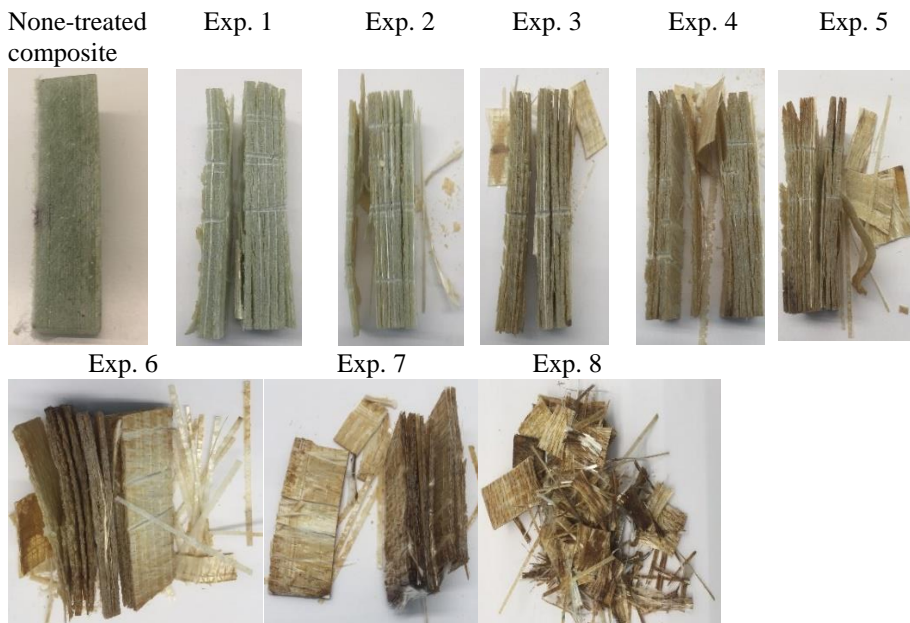 None-treated composite
Exp. 1
Exp. 2
Exp. 3
Exp. 4
Exp. 5
Exp. 6
Exp. 7
Exp. 8